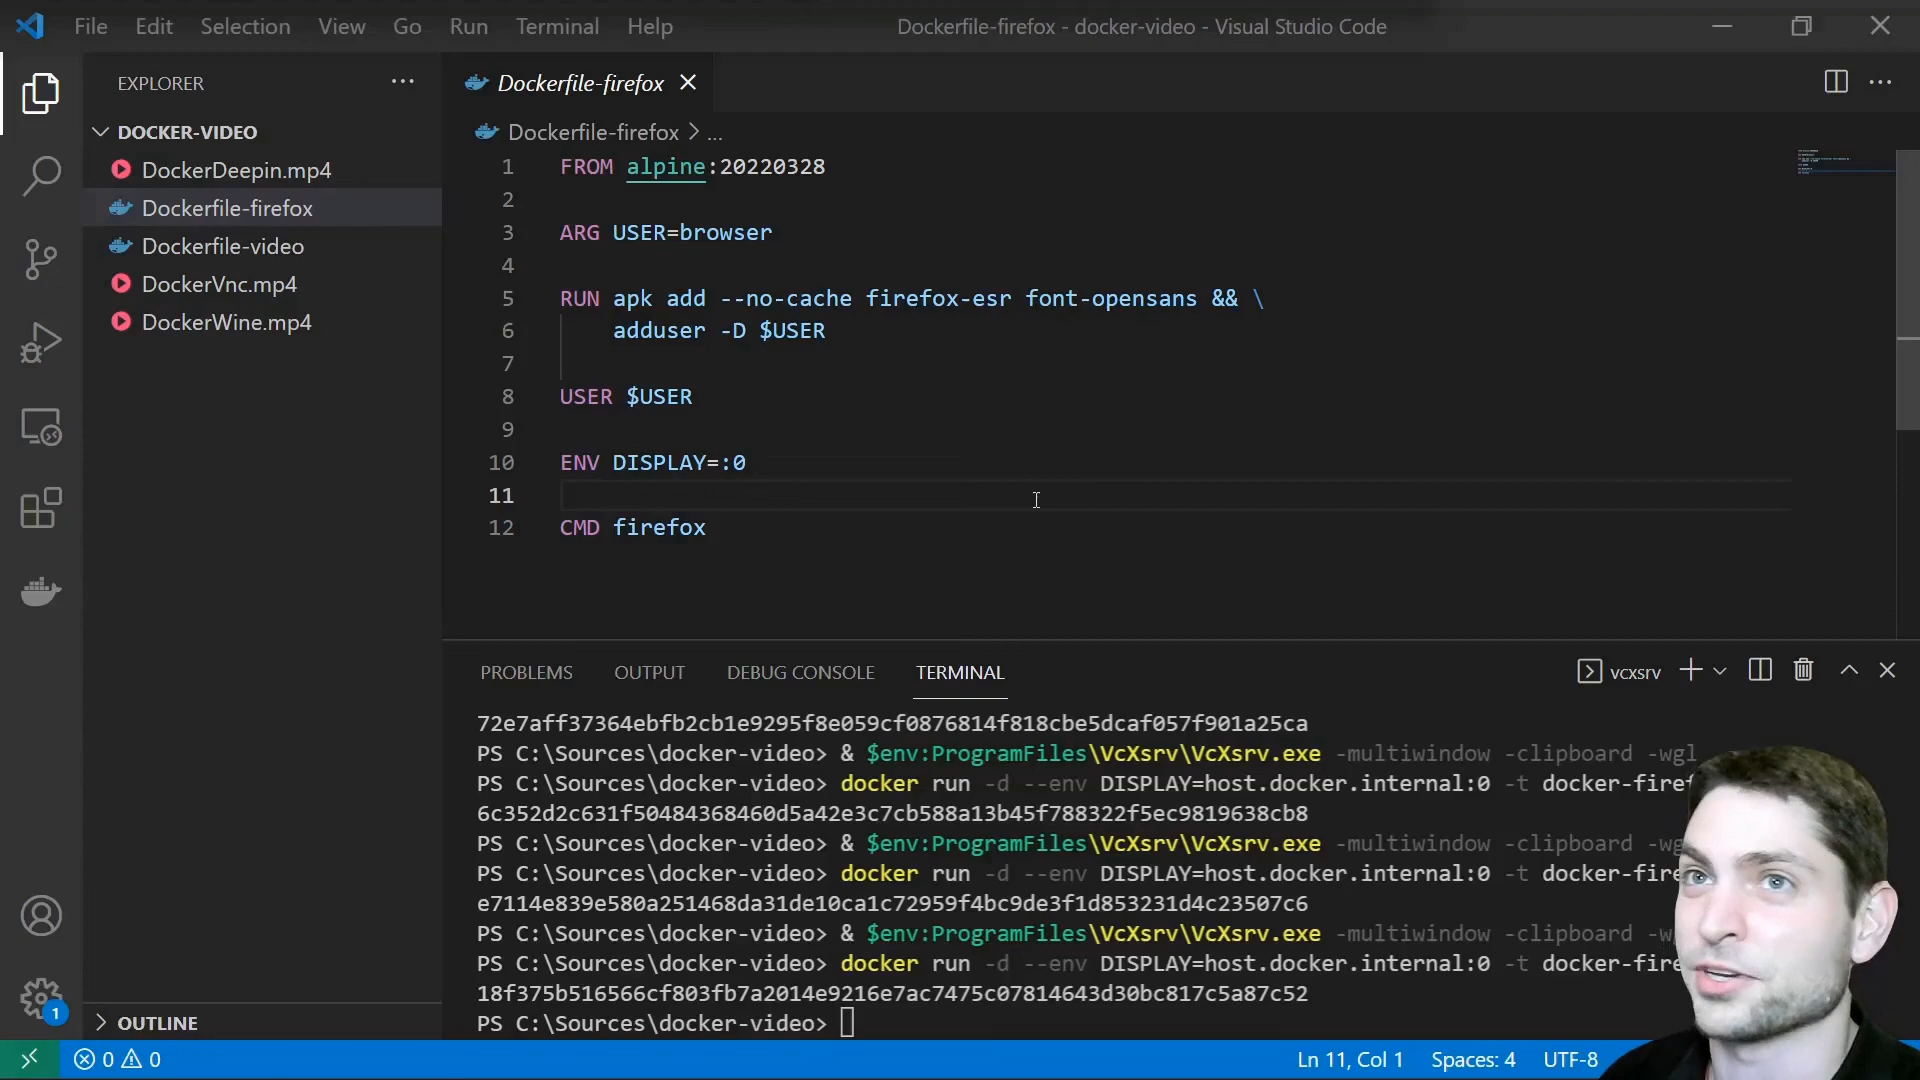 File Edit Selection View Go Run Terminal Help
Dockerfile-firefox - docker-video - Visual Studio Code
EXPLORER
DOCKER-VIDEO
DockerDeepin.mp4
Dockerfile-firefox
Dockerfile-video
DockerVnc.mp4
DockerWine.mp4
OUTLINE
Dockerfile-firefox
Dockerfile-firefox > ...
1 FROM alpine:20220328
2
3 ARG USER=browser
4
5 RUN apk add --no-cache firefox-esr font-opensans && \
6 adduser -D $USER
7
8 USER $USER
9
10 ENV DISPLAY=:0
11
12 CMD firefox
PROBLEMS OUTPUT DEBUG CONSOLE TERMINAL
vcxsrv
72e7aff37364ebfb2cb1e9295f8e059cf0876814f818cbe5dcaf057f901a25ca
PS C:\Sources\docker-video> & $env:ProgramFiles\VcXsrv\VcXsrv.exe -multiwindow -clipboard -wgl
PS C:\Sources\docker-video> docker run -d --env DISPLAY=host.docker.internal:0 -t docker-firef
6c352d2c631f50484368460d5a42e3c7cb588a13b45f788322f5ec9819638cb8
PS C:\Sources\docker-video> & $env:ProgramFiles\VcXsrv\VcXsrv.exe -multiwindow -clipboard -wg
PS C:\Sources\docker-video> docker run -d --env DISPLAY=host.docker.internal:0 -t docker-fire
e7114e839e580a251468da31de10ca1c72959f4bc9de3f1d853231d4c23507c6
PS C:\Sources\docker-video> & $env:ProgramFiles\VcXsrv\VcXsrv.exe -multiwindow -clipboard -w
PS C:\Sources\docker-video> docker run -d --env DISPLAY=host.docker.internal:0 -t docker-fire
18f375b516566cf803fb7a2014e9216e7ac7475c07814643d30bc817c5a87c52
PS C:\Sources\docker-video>
1
0 0
Ln 11, Col 1 Spaces: 4 UTF-8